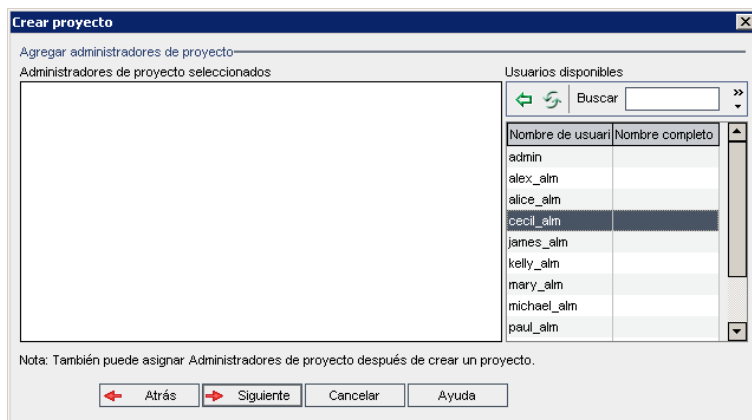 Crear proyecto
Agregar administradores de proyecto
Administradores de proyecto seleccionados
Usuarios disponibles
Buscar
Nombre de usuari Nombre completo
admin
alex_alm
alice_alm
cecil_alm
james_alm
kelly_alm
mary_alm
michael_alm
paul_alm
Nota: También puede asignar Administradores de proyecto después de crear un proyecto.
Atrás Siguiente Cancelar Ayuda